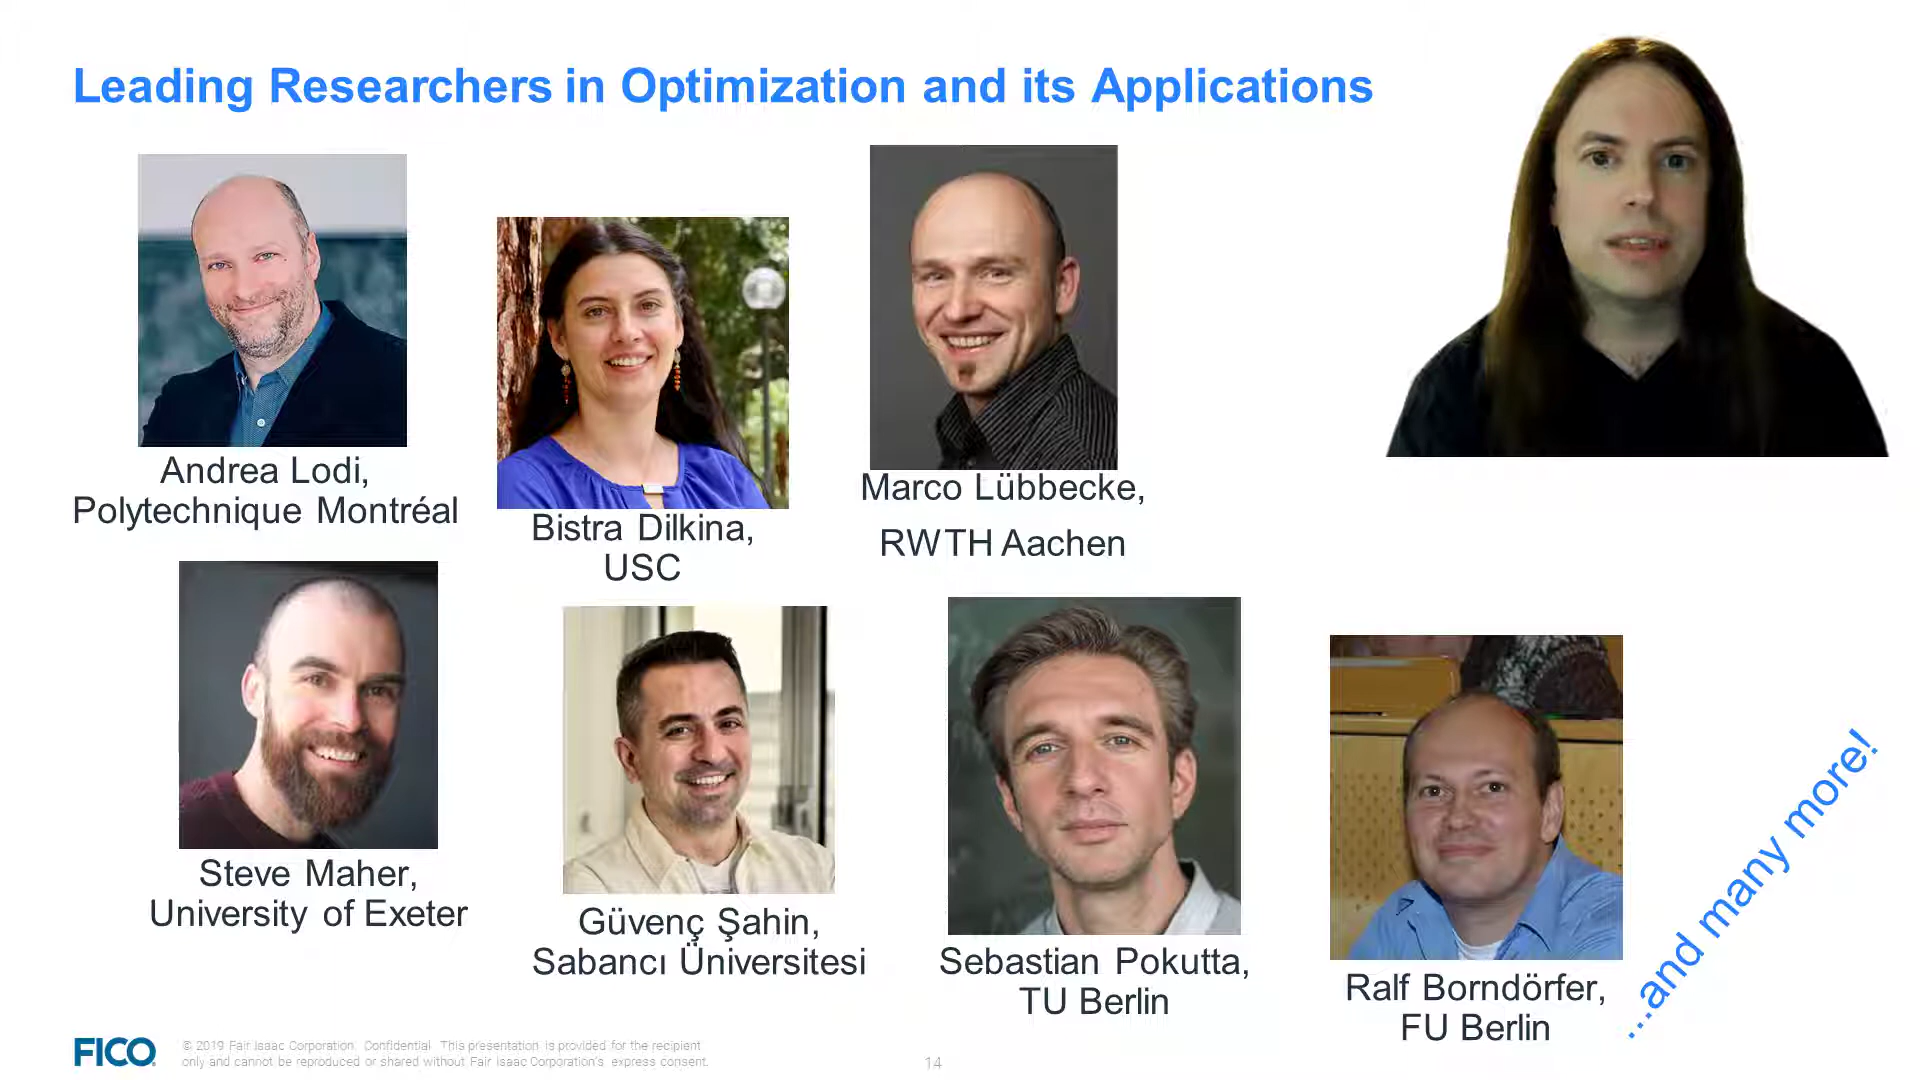 Leading Researchers in Optimization and its Applications
Andrea Lodi,
Polytechnique Montréal
Bistra Dilkina,
USC
Marco Lübbecke,
RWTH Aachen
Steve Maher,
University of Exeter
Güvenç Şahin,
Sabancı Üniversitesi
Sebastian Pokutta,
TU Berlin
Ralf Borndörfer,
FU Berlin
...and many more!
FICO
© 2019 Fair Isaac Corporation. Confidential. This presentation is provided for the recipient
only and cannot be reproduced or shared without Fair Isaac Corporation's express consent.
14